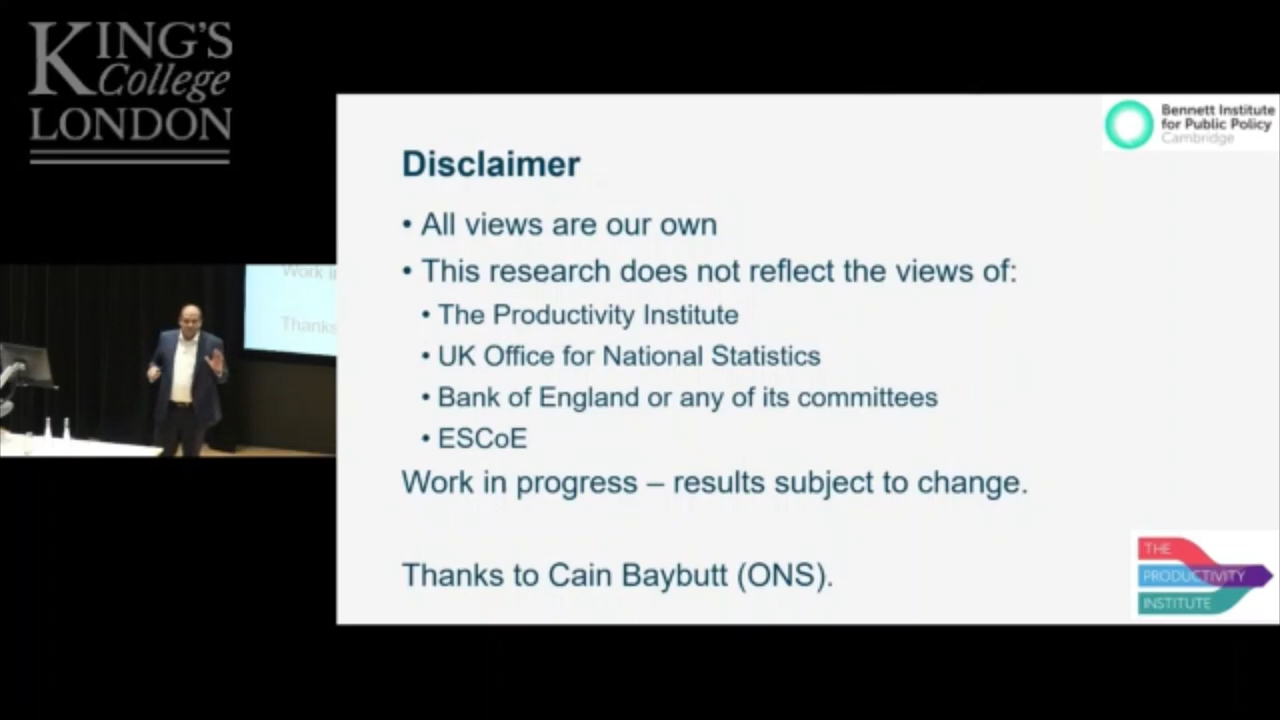 KING'S
College
LONDON
Bennett Institute
for Public Policy
Cambridge
Disclaimer
• All views are our own
• This research does not reflect the views of:
• The Productivity Institute
• UK Office for National Statistics
• Bank of England or any of its committees
• ESCoE
Work in progress – results subject to change.
Thanks to Cain Baybutt (ONS).
Work i
Thanks
THE
PRODUCTIVITY
INSTITUTE